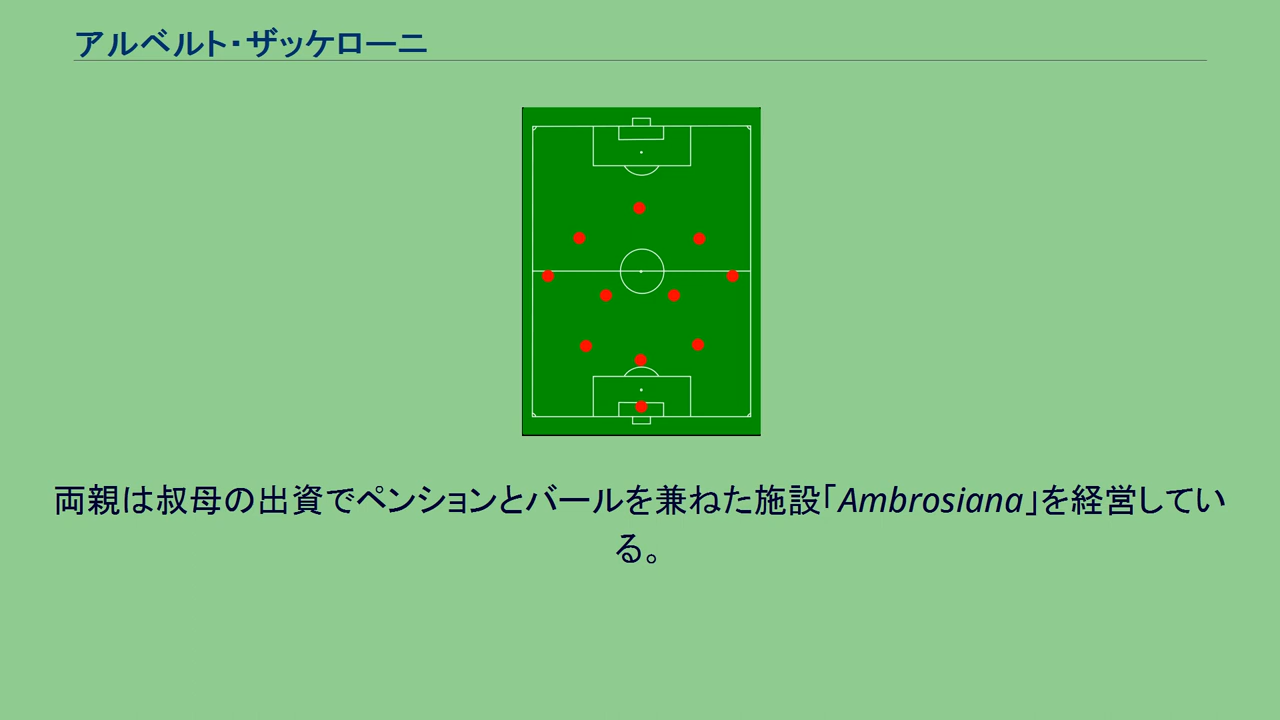 アルベルト・ザッケローニ
両親は叔母の出資でペンションとバールを兼ねた施設「Ambrosiana」を経営してい
る。